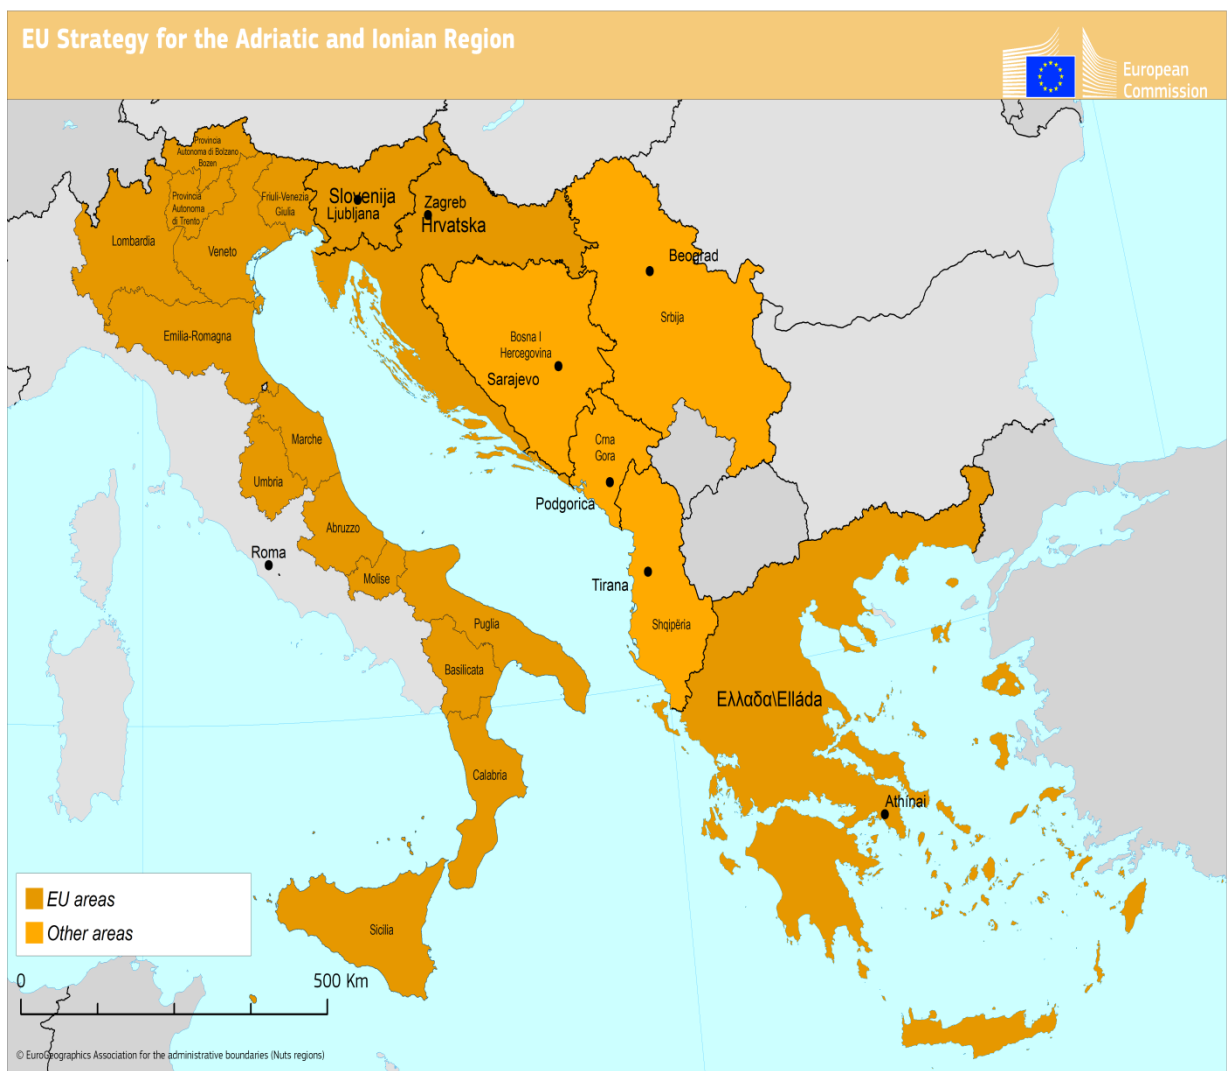 EU Strategy for the Adriatic and Ionian Region
European
Commission
Provincia
Autonoma di Bolzano
Bozen
Provincia
Autonoma
di Trento
Friuli-Venezia
Giulia
Lombardia
Veneto
Emilia-Romagna
Slovenija
Ljubljana
Zagreb
Hrvatska
Beograd
Srbija
Bosna I
Hercegovina
Sarajevo
Marche
Umbria
Crna
Gora
Podgorica
Abruzzo
Roma
Molise
Tirana
Shqipëria
Puglia
Basilicata
Ελλαδα\Elláda
Calabria
Athínai
Sicilia
EU areas
Other areas
0 500 Km
© EuroGeographics Association for the administrative boundaries (Nuts regions)